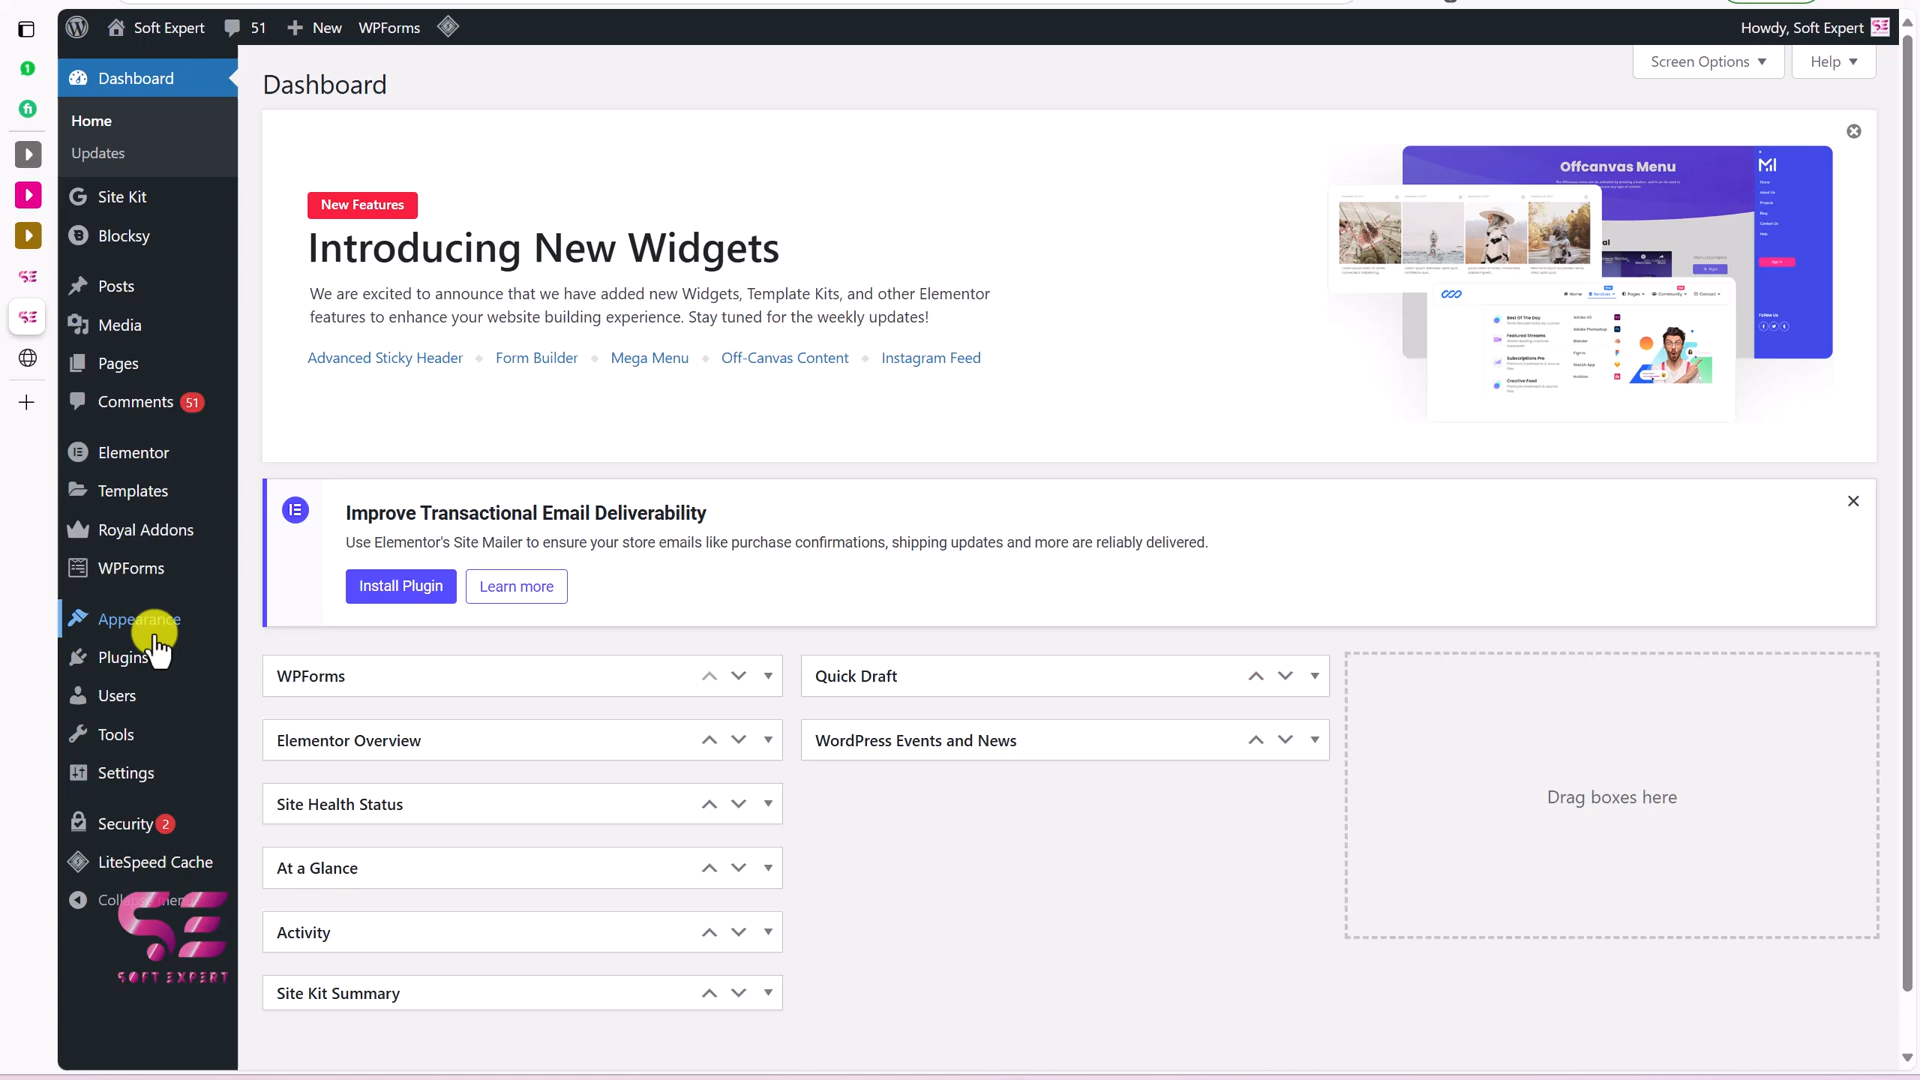 Soft Expert
51
New
WPForms
Howdy, Soft Expert
Screen Options
Help
Dashboard
Home
Updates
Site Kit
Blocksy
Posts
Media
Pages
Comments 51
Elementor
Templates
Royal Addons
WPForms
Appearance
Plugins
Users
Tools
Settings
Security 2
LiteSpeed Cache
Collapse menu
SOFT EXPERT
Dashboard
New Features
Introducing New Widgets
We are excited to announce that we have added new Widgets, Template Kits, and other Elementor
features to enhance your website building experience. Stay tuned for the weekly updates!
Advanced Sticky Header
Form Builder
Mega Menu
Off-Canvas Content
Instagram Feed
Offcanvas Menu
Improve Transactional Email Deliverability
Use Elementor's Site Mailer to ensure your store emails like purchase confirmations, shipping updates and more are reliably delivered.
Install Plugin
Learn more
WPForms
Elementor Overview
Site Health Status
At a Glance
Activity
Site Kit Summary
Quick Draft
WordPress Events and News
Drag boxes here